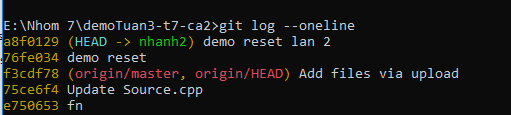 E:\Nhom 7\demoTuan3-t7-ca2>git log --oneline
a8f0129 (HEAD -> nhanh2) demo reset lan 2
76fe034 demo reset
f3cdf78 (origin/master, origin/HEAD) Add files via upload
75ce6f4 Update Source.cpp
e750653 fn